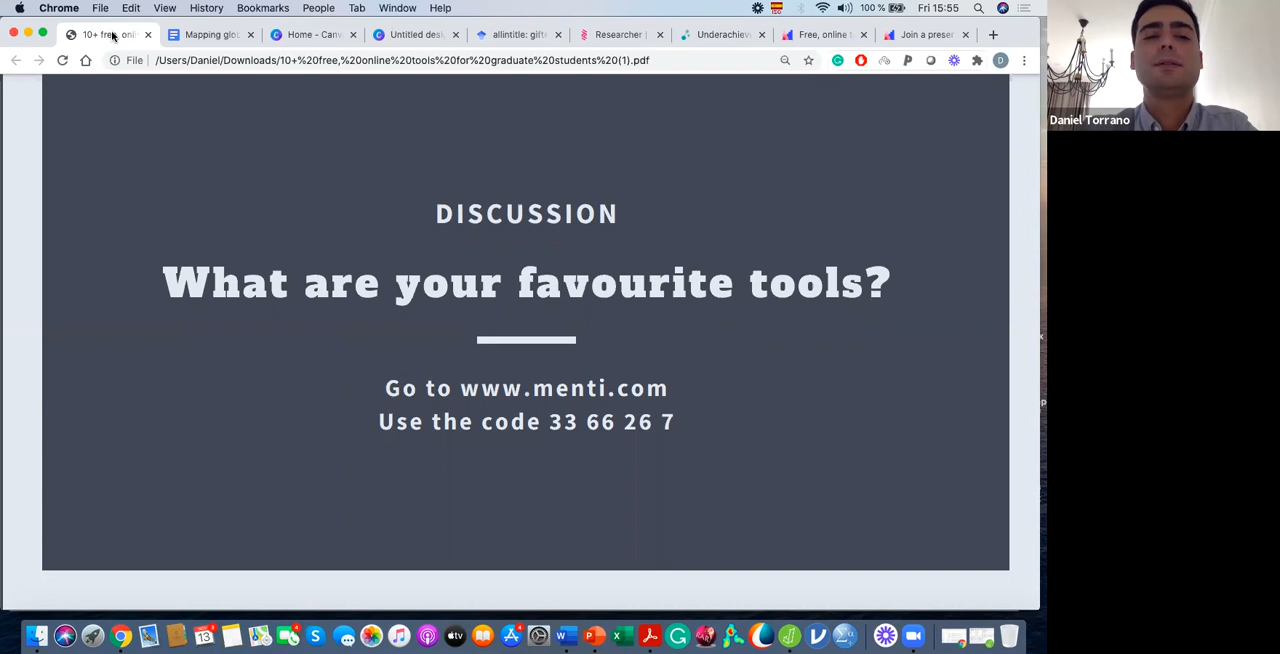 Chrome File Edit View History Bookmarks People Tab Window Help 100 % Fri 15:55
10+ free, onli Mapping glo Home - Canv Untitled desi allintitle: gifte Researcher | Underachiev Free, online t Join a presen
File /Users/Daniel/Downloads/10+%20free,%20online%20tools%20for%20graduate%20students%20(1).pdf D
Daniel Torrano
DISCUSSION
What are your favourite tools?
Go to www.menti.com
Use the code 33 66 26 7